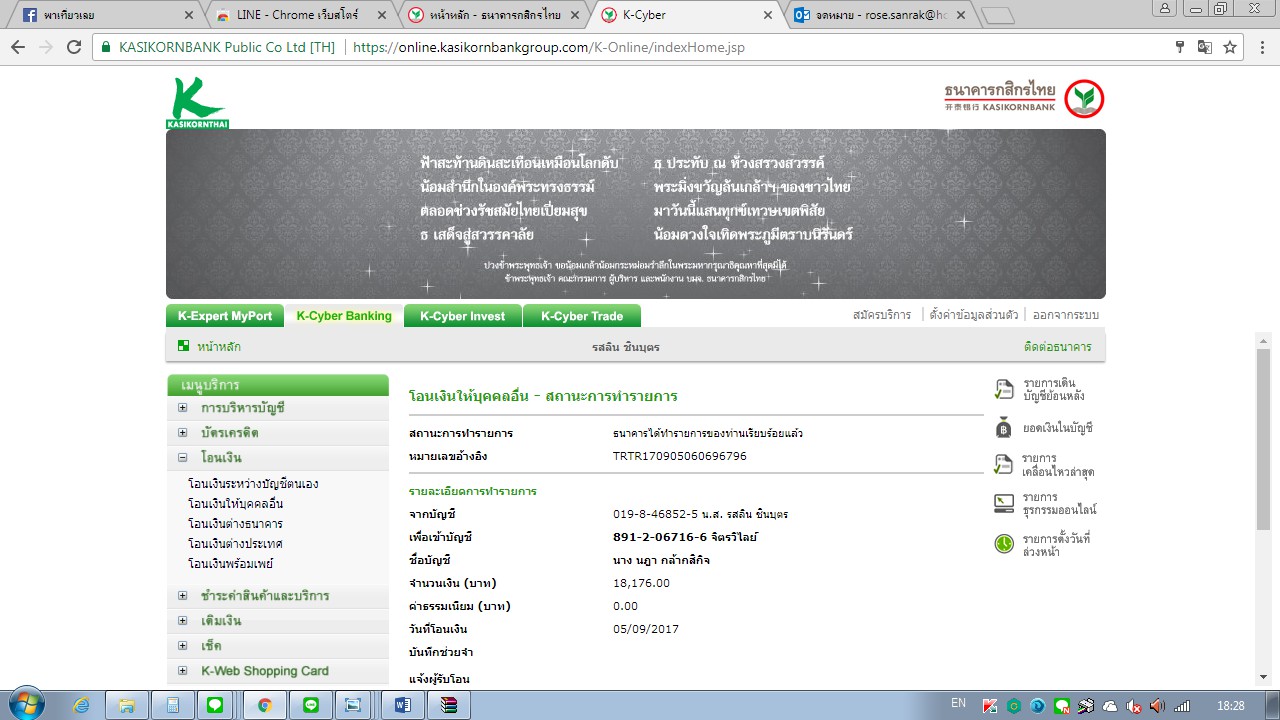 พาเที่ยวเล
LINE - Chrome เว็บสโตร์
หน้าหลัก - ธนาคารกสิกรไทย
K-Cyber
จดหมาย - rose.sanrak@ho
KASIKORNBANK Public Co Ltd [TH]
https://online.kasikornbankgroup.com/K-Online/indexHome.jsp
KASIKORNTHAI
ธนาคารกสิกรไทย
开泰银行 KASIKORNBANK
ฟ้าสะท้านดินสะเทือนเหมือนโลกดับ ธ ประทับ ณ ห้วงสรวงสวรรค์
น้อมสำนึกในองค์พระทรงธรรม์ พระมิ่งขวัญล้นเกล้าฯ ของชาวไทย
ตลอดช่วงรัชสมัยไทยเปี่ยมสุข มาวันนี้แสนทุกข์เทวษเขตพิสัย
ธ เสด็จสู่สวรรคาลัย น้อมดวงใจเทิดพระภูมีตราบนิรันดร์
ปวงข้าพระพุทธเจ้า ขอน้อมเกล้าน้อมกระหม่อมรำลึกในพระมหากรุณาธิคุณหาที่สุดมิได้
ข้าพระพุทธเจ้า คณะกรรมการ ผู้บริหาร และพนักงาน บมจ. ธนาคารกสิกรไทย
K-Expert MyPort
K-Cyber Banking
K-Cyber Invest
K-Cyber Trade
สมัครบริการ | ตั้งค่าข้อมูลส่วนตัว | ออกจากระบบ
หน้าหลัก
รสลิน ชินบุตร
ติดต่อธนาคาร
เมนูบริการ
การบริหารบัญชี
บัตรเครดิต
โอนเงิน
โอนเงินระหว่างบัญชีตนเอง
โอนเงินให้บุคคลอื่น
โอนเงินต่างธนาคาร
โอนเงินต่างประเทศ
โอนเงินพร้อมเพย์
ชำระค่าสินค้าและบริการ
เติมเงิน
เช็ค
K-Web Shopping Card
โอนเงินให้บุคคลอื่น - สถานะการทำรายการ
สถานะการทำรายการ ธนาคารได้ทำรายการของท่านเรียบร้อยแล้ว
หมายเลขอ้างอิง TRTR170905060696796
รายละเอียดการทำรายการ
จากบัญชี 019-8-46852-5 น.ส. รสลิน ชินบุตร
เพื่อเข้าบัญชี 891-2-06716-6 จิตรวิไลย์
ชื่อบัญชี นาง นฎา กล้ากสิกิจ
จำนวนเงิน (บาท) 18,176.00
ค่าธรรมเนียม (บาท) 0.00
วันที่โอนเงิน 05/09/2017
บันทึกช่วยจำ
แจ้งผู้รับโอน
รายการเดิน
บัญชีย้อนหลัง
ยอดเงินในบัญชี
รายการ
เคลื่อนไหวล่าสุด
รายการ
ธุรกรรมออนไลน์
รายการตั้งวันที่
ล่วงหน้า
EN
18:28